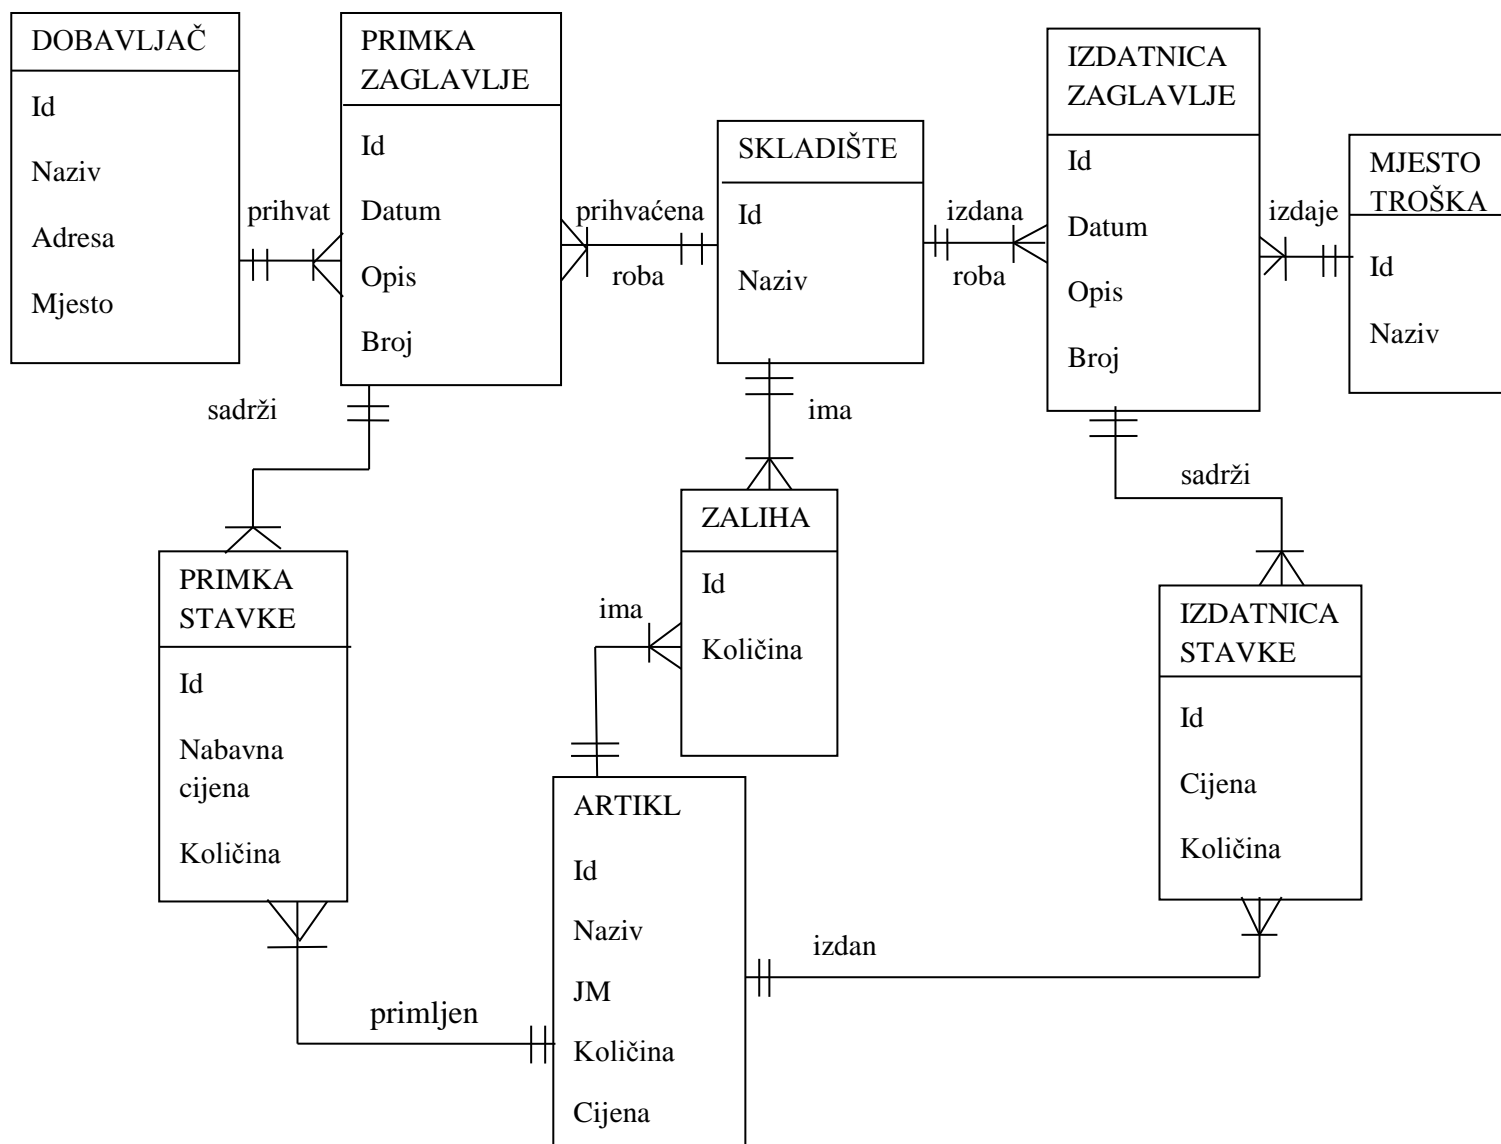 DOBAVLJAČ
Id
Naziv
Adresa
Mjesto
prihvat
PRIMKA
ZAGLAVLJE
Id
Datum
Opis
Broj
prihvaćena
roba
SKLADIŠTE
Id
Naziv
izdana
roba
IZDATNICA
ZAGLAVLJE
Id
Datum
Opis
Broj
izdaje
MJESTO
TROŠKA
Id
Naziv
sadrži
ima
sadrži
PRIMKA
STAVKE
Id
Nabavna
cijena
Količina
ima
ZALIHA
Id
Količina
IZDATNICA
STAVKE
Id
Cijena
Količina
primljen
ARTIKL
Id
Naziv
JM
Količina
Cijena
izdan